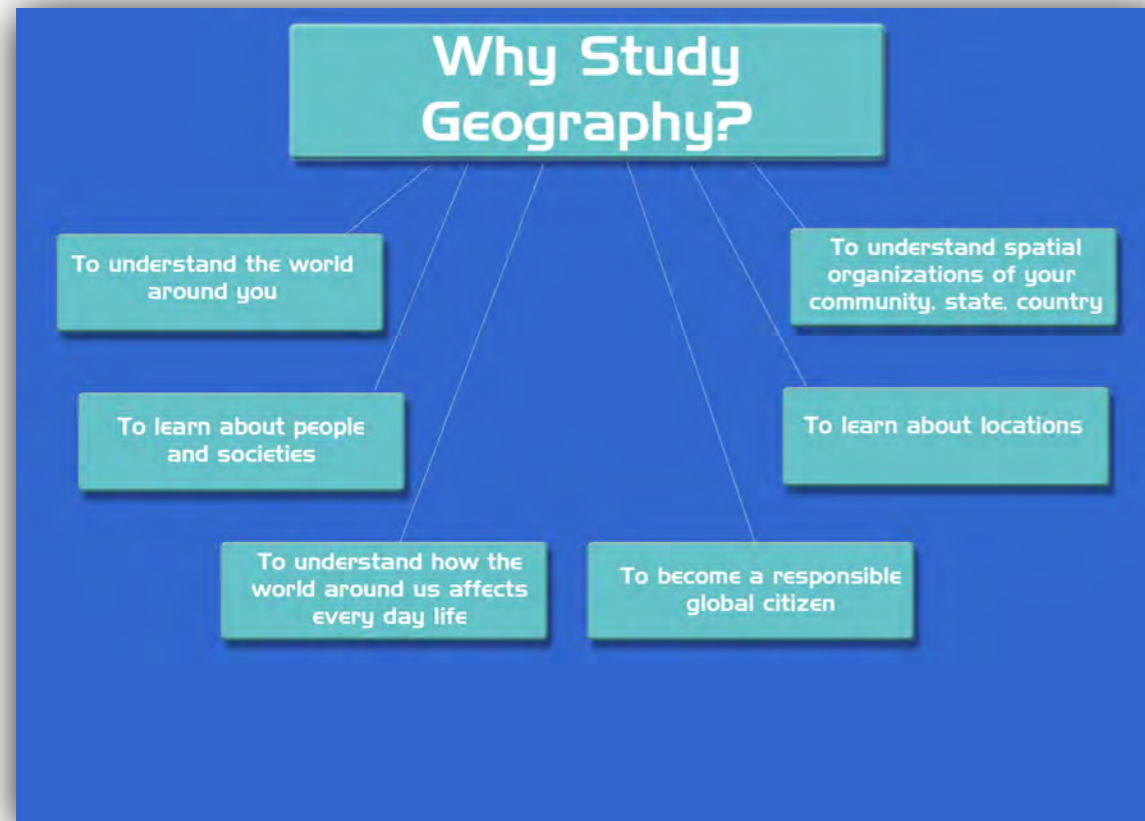 Why Study
Geography?
To understand the world
around you
To understand spatial
organizations of your
community, state, country
To learn about people
and societies
To learn about locations
To understand how the
world around us affects
every day life
To become a responsible
global citizen